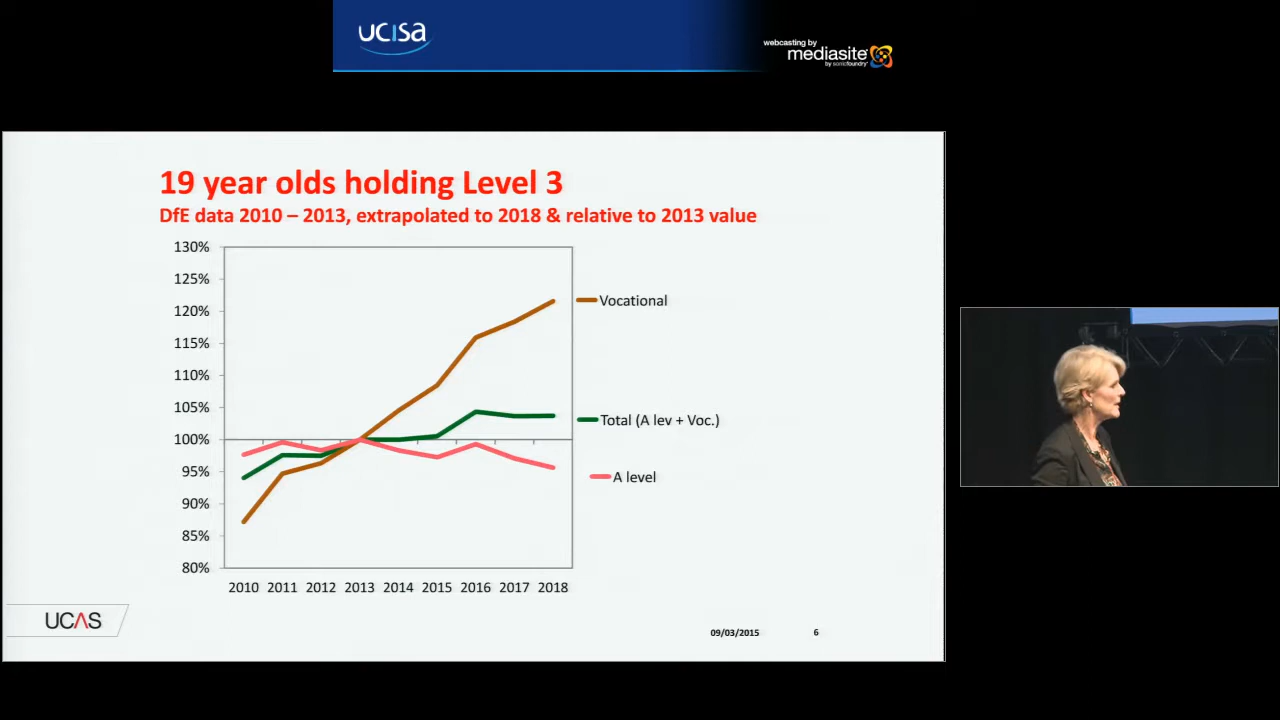 ucisa
webcasting by
mediasite
by sonicfoundry
19 year olds holding Level 3
DfE data 2010 – 2013, extrapolated to 2018 & relative to 2013 value
130%
125%
120%
115%
110%
105%
100%
95%
90%
85%
80%
2010 2011 2012 2013 2014 2015 2016 2017 2018
Vocational
Total (A lev + Voc.)
A level
UCAS
09/03/2015 6